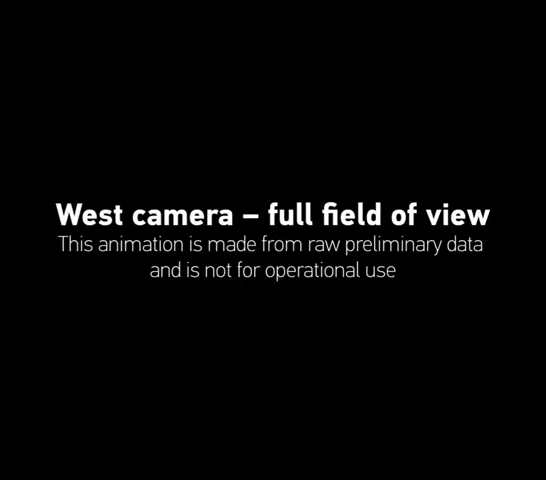 West camera – full field of view
This animation is made from raw preliminary data
and is not for operational use